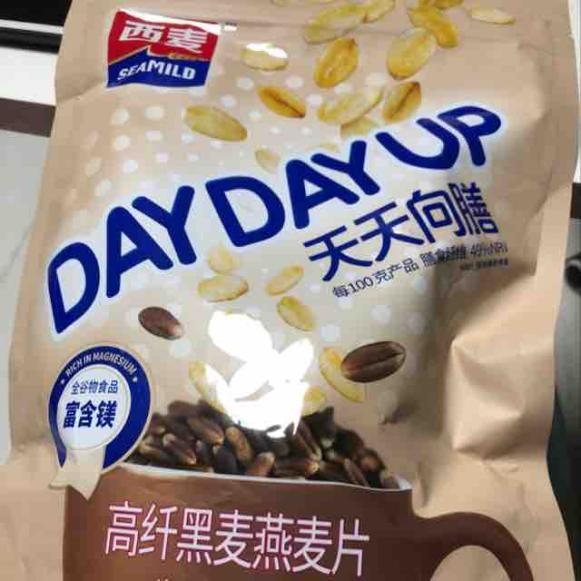 西麦
SEAMILD
DAY DAY UP
天天向膳
每100克产品 膳食纤维 49%NRV
RICH IN MAGNESIUM
全谷物食品
富含镁
高纤黑麦燕麦片